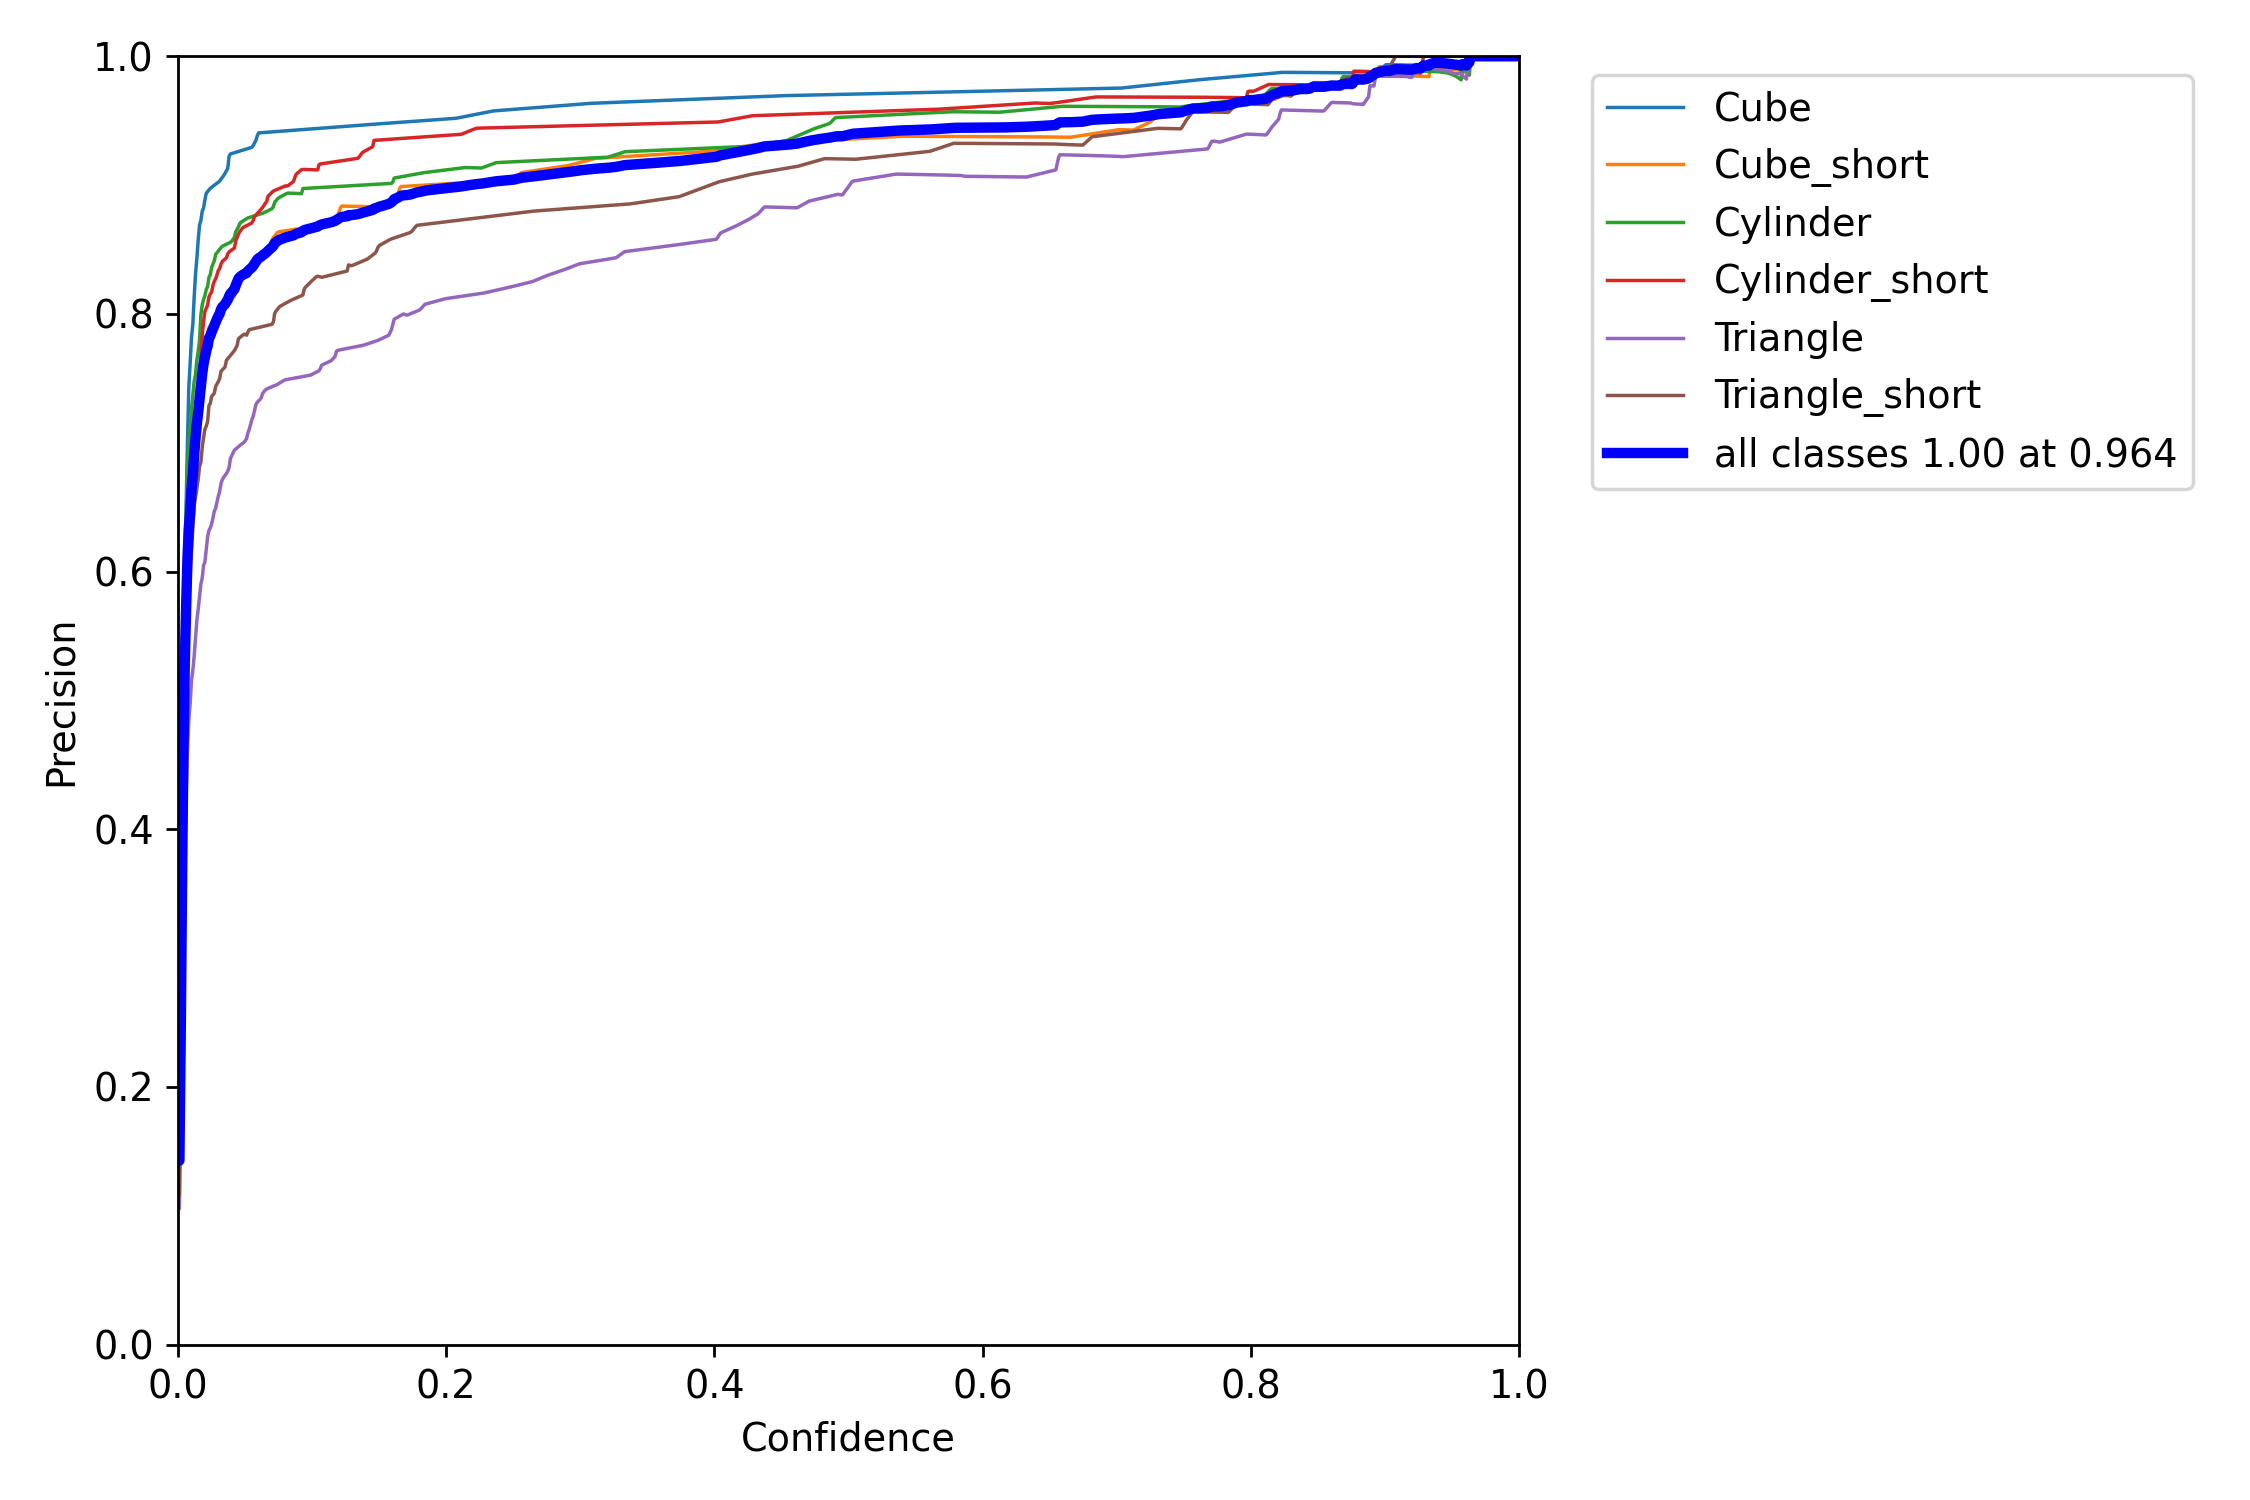 1.0
0.8
0.6
0.4
0.2
0.0
Precision
0.0 0.2 0.4 0.6 0.8 1.0
Confidence
Cube
Cube_short
Cylinder
Cylinder_short
Triangle
Triangle_short
all classes 1.00 at 0.964